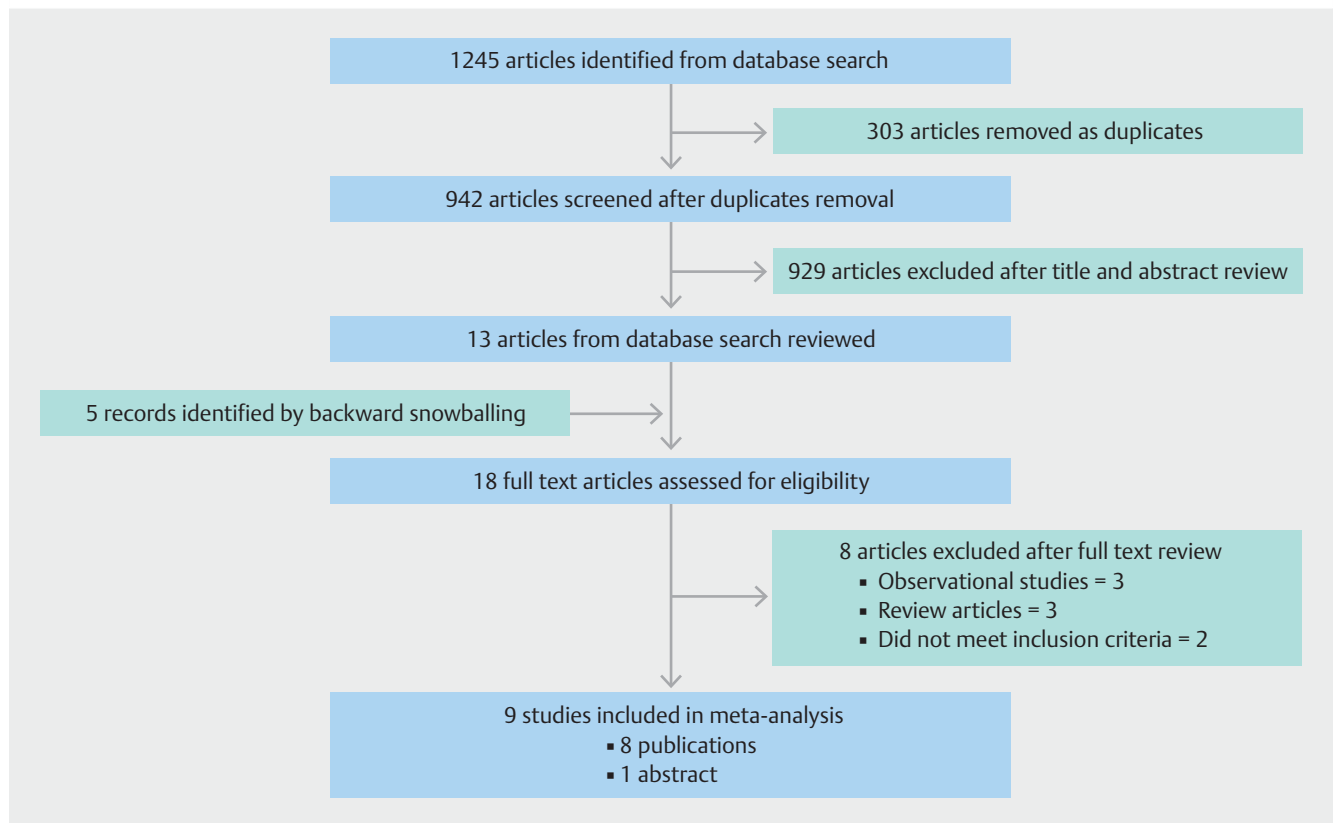 1245 articles identified from database search
303 articles removed as duplicates
942 articles screened after duplicates removal
929 articles excluded after title and abstract review
13 articles from database search reviewed
5 records identified by backward snowballing
18 full text articles assessed for eligibility
8 articles excluded after full text review
▪ Observational studies = 3
▪ Review articles = 3
▪ Did not meet inclusion criteria = 2
9 studies included in meta-analysis
▪ 8 publications
▪ 1 abstract